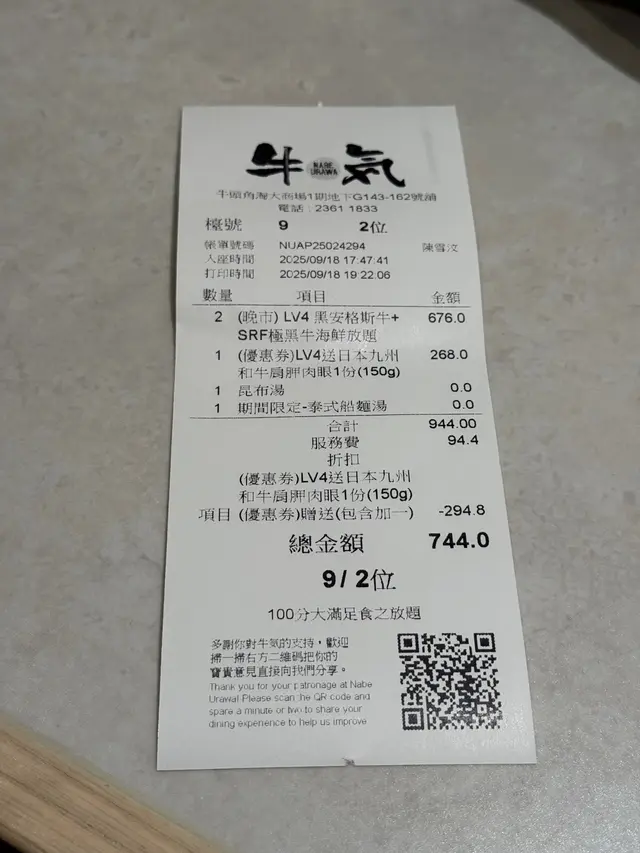 牛 NABE URAWA 気
牛頭角淘大商場1期地下G143-162號舖
電話：2361 1833
檯號 9 2位
帳單號碼 NUAP25024294 陳雪汶
入座時間 2025/09/18 17:47:41
打印時間 2025/09/18 19:22:06
數量 項目 金額
2 (晚市) LV4 黑安格斯牛+ 676.0
SRF極黑牛海鮮放題
1 (優惠券)LV4送日本九州 268.0
和牛肩胛肉眼1份(150g)
1 昆布湯 0.0
1 期間限定-泰式船麵湯 0.0
合計 944.00
服務費 94.4
折扣
(優惠券)LV4送日本九州
和牛肩胛肉眼1份(150g)
項目 (優惠券)贈送(包含加一) -294.8
總金額 744.0
9 / 2位
100分大滿足食之放題
多謝你對牛気的支持，歡迎
掃一掃右方二維碼把你的
寶貴意見直接向我們分享。
Thank you for your patronage at Nabe
Urawa! Please scan the QR code and
spare a minute or two to share your
dining experience to help us improve